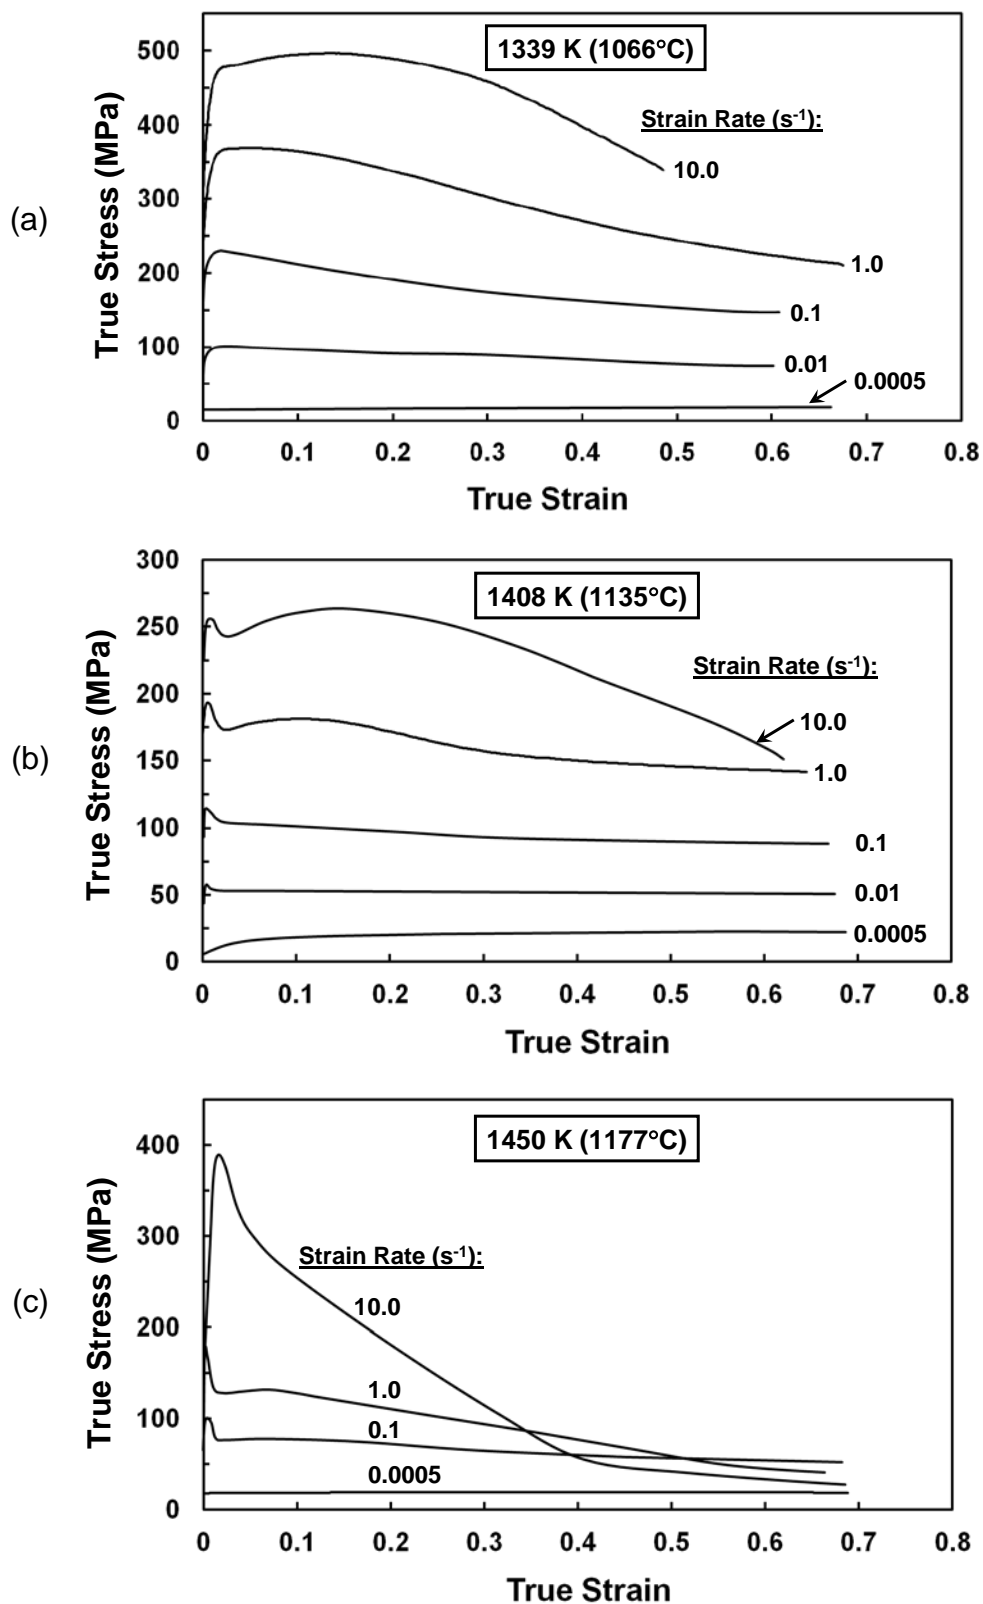 (a)
True Stress (MPa)
500
400
300
200
100
0
1339 K (1066°C)
Strain Rate (s-1):
10.0
1.0
0.1
0.01
0.0005
0 0.1 0.2 0.3 0.4 0.5 0.6 0.7 0.8
True Strain
(b)
True Stress (MPa)
300
250
200
150
100
50
0
1408 K (1135°C)
Strain Rate (s-1):
10.0
1.0
0.1
0.01
0.0005
0 0.1 0.2 0.3 0.4 0.5 0.6 0.7 0.8
True Strain
(c)
True Stress (MPa)
400
300
200
100
0
1450 K (1177°C)
Strain Rate (s-1):
10.0
1.0
0.1
0.0005
0 0.1 0.2 0.3 0.4 0.5 0.6 0.7 0.8
True Strain